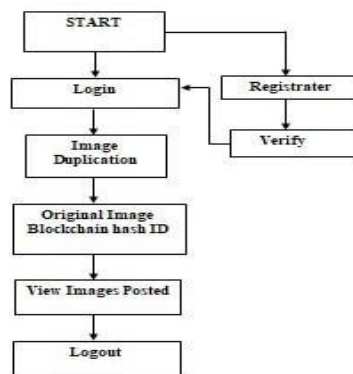 START
Login
Registrater
Verify
Image
Duplication
Original Image
Blockchain hash ID
View Images Posted
Logout